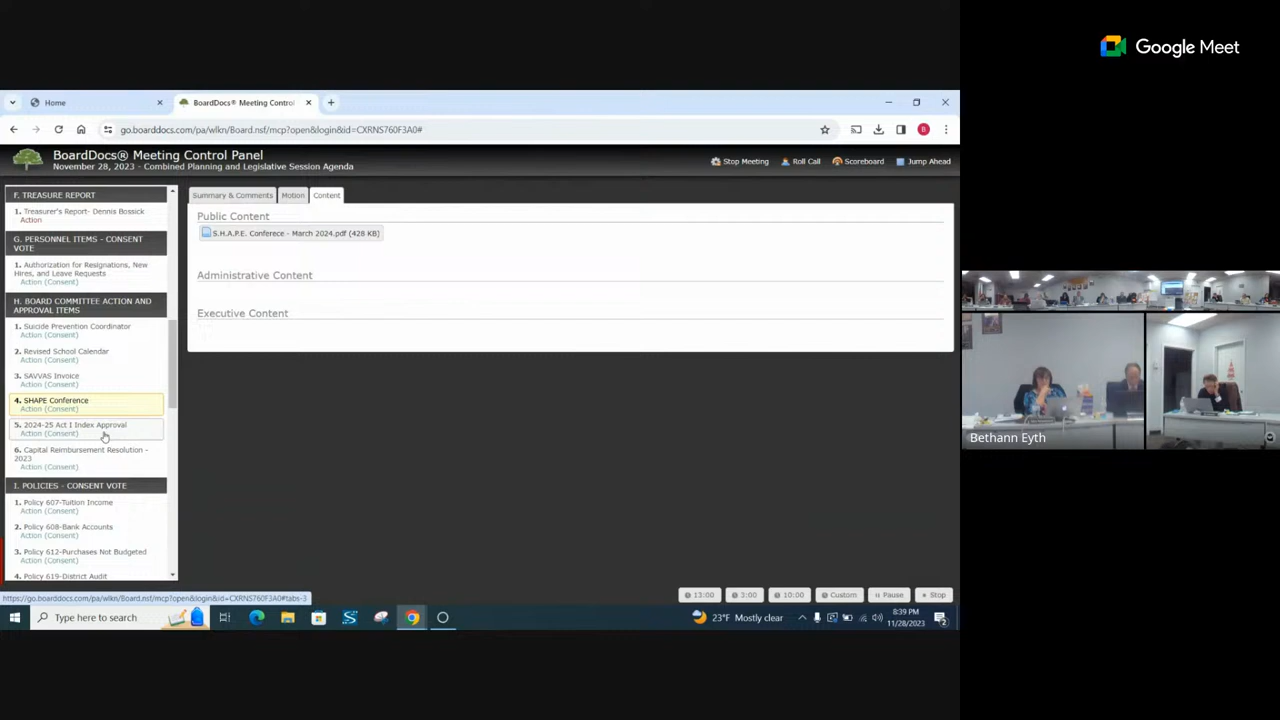 Google Meet
Home
BoardDocs® Meeting Control
go.boarddocs.com/pa/wlkn/Board.nsf/mcp?open&login&id=CXRNS760F3A0#
B
BoardDocs® Meeting Control Panel
November 28, 2023 - Combined Planning and Legislative Session Agenda
Stop Meeting
Roll Call
Scoreboard
Jump Ahead
F. TREASURE REPORT
1. Treasurer's Report- Dennis Bossick
Action
G. PERSONNEL ITEMS - CONSENT
VOTE
1. Authorization for Resignations, New
Hires, and Leave Requests
Action (Consent)
H. BOARD COMMITTEE ACTION AND
APPROVAL ITEMS
1. Suicide Prevention Coordinator
Action (Consent)
2. Revised School Calendar
Action (Consent)
3. SAVVAS Invoice
Action (Consent)
4. SHAPE Conference
Action (Consent)
5. 2024-25 Act I Index Approval
Action (Consent)
6. Capital Reimbursement Resolution -
2023
Action (Consent)
I. POLICIES - CONSENT VOTE
1. Policy 607-Tuition Income
Action (Consent)
2. Policy 608-Bank Accounts
Action (Consent)
3. Policy 612-Purchases Not Budgeted
Action (Consent)
4. Policy 619-District Audit
Summary & Comments
Motion
Content
Public Content
S.H.A.P.E. Conferece - March 2024.pdf (428 KB)
Administrative Content
Executive Content
Bethann Eyth
13:00
3:00
10:00
Custom
Pause
Stop
https://go.boarddocs.com/pa/wlkn/Board.nsf/mcp?open&login&id=CXRNS760F3A0#tabs-3
Type here to search
23°F Mostly clear
8:39 PM
11/28/2023
2